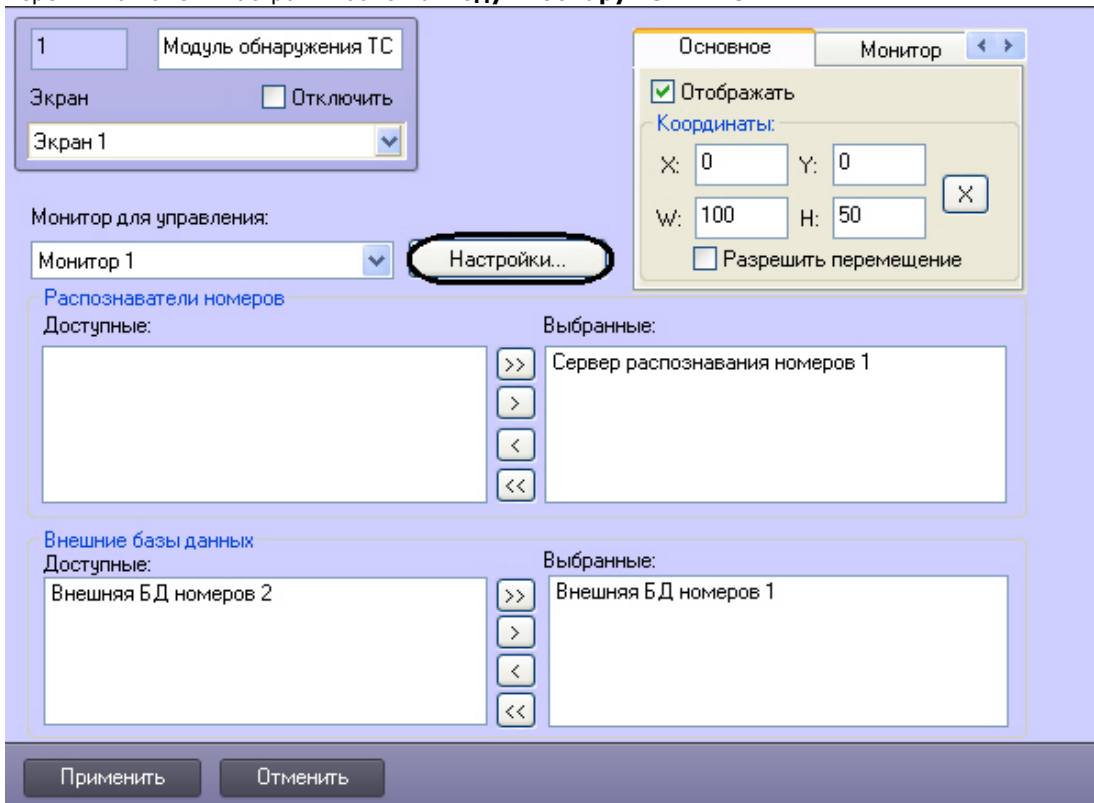 1
Модуль обнаружения ТС
Экран
Отключить
Экран 1
Основное
Монитор
Отображать
Координаты:
X: 0 Y: 0
X
W: 100 H: 50
Разрешить перемещение
Монитор для управления:
Монитор 1
Настройки...
Распознаватели номеров
Доступные:
Выбранные:
Сервер распознавания номеров 1
>>
>
<
<<
Внешние базы данных
Доступные:
Выбранные:
Внешняя БД номеров 2
Внешняя БД номеров 1
>>
>
<
<<
Применить
Отменить